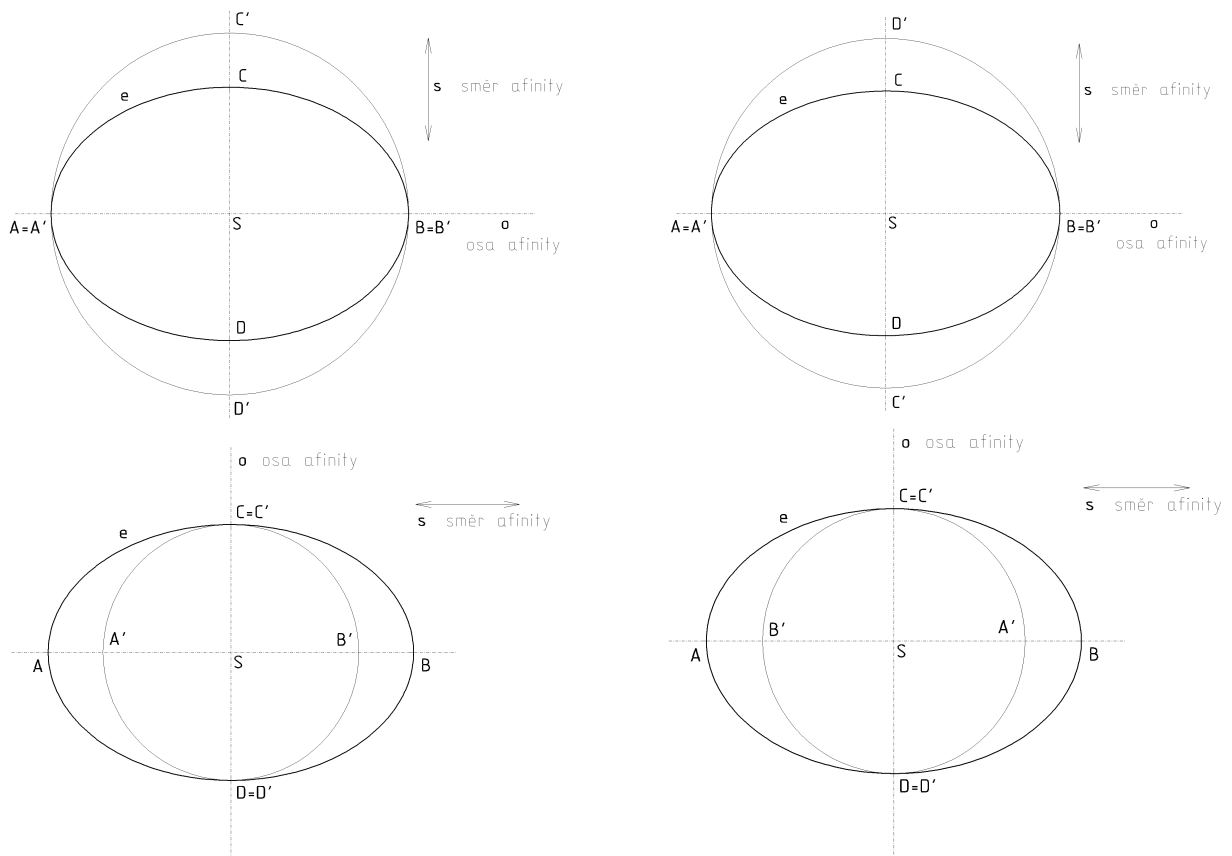 C'
C
e
s směr afinity
A=A'
S
B=B'
o
osa afinity
D
D'
D'
C
e
s směr afinity
A=A'
S
B=B'
o
osa afinity
D
C'
o osa afinity
C=C'
e
s směr afinity
A'
B'
A
S
B
D=D'
o osa afinity
C=C'
e
s směr afinity
B'
A'
A
S
B
D=D'